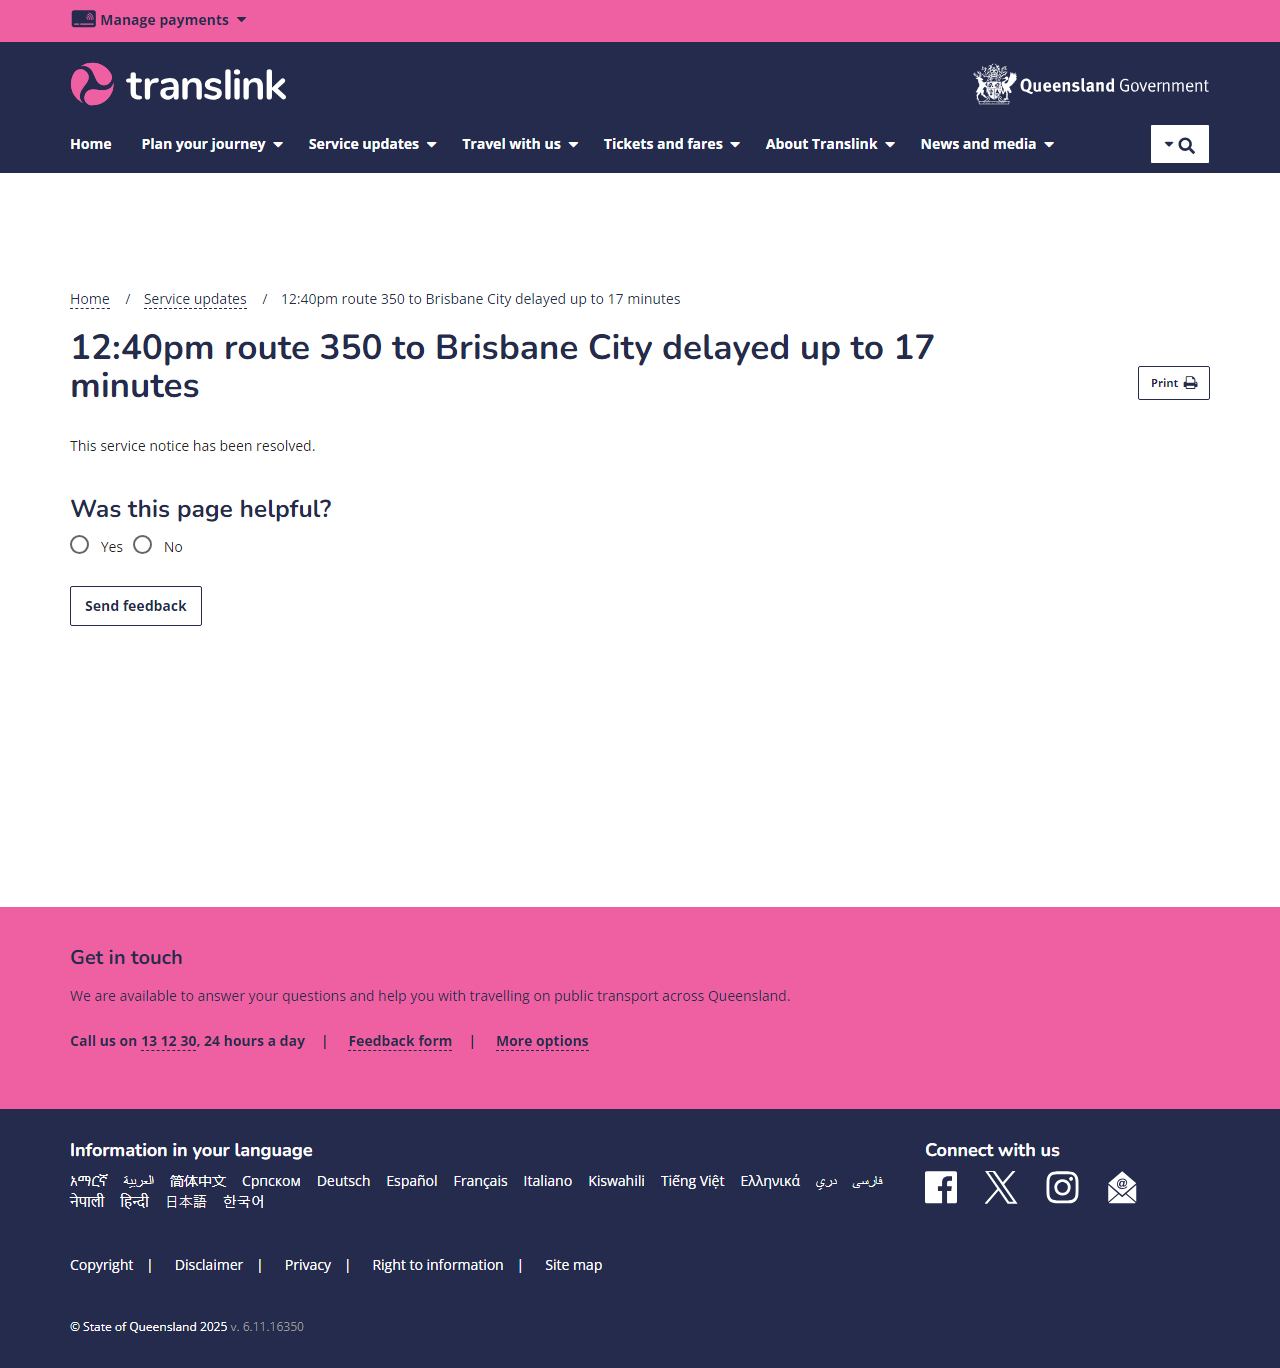 Manage payments
translink
Queensland Government
Home Plan your journey Service updates Travel with us Tickets and fares About Translink News and media
Home / Service updates / 12:40pm route 350 to Brisbane City delayed up to 17 minutes
12:40pm route 350 to Brisbane City delayed up to 17
minutes
Print
This service notice has been resolved.
Was this page helpful?
Yes No
Send feedback
Get in touch
We are available to answer your questions and help you with travelling on public transport across Queensland.
Call us on 13 12 30, 24 hours a day | Feedback form | More options
Information in your language
Connect with us
አማርኛ العربية 简体中文 Српском Deutsch Español Français Italiano Kiswahili Tiếng Việt Ελληνικά دری فارسی
नेपाली हिन्दी 日本語 한국어
Copyright | Disclaimer | Privacy | Right to information | Site map
© State of Queensland 2025 v. 6.11.16350